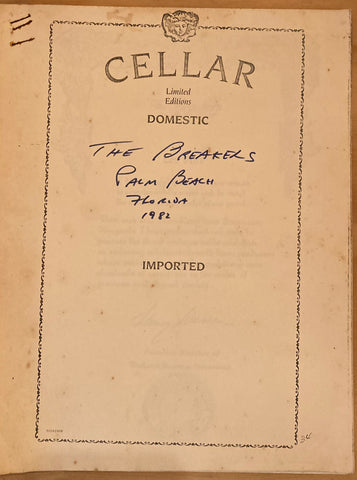 CELLAR
Limited
Editions
DOMESTIC
THE BREAKERS
PALM BEACH
FLORIDA
1982
IMPORTED